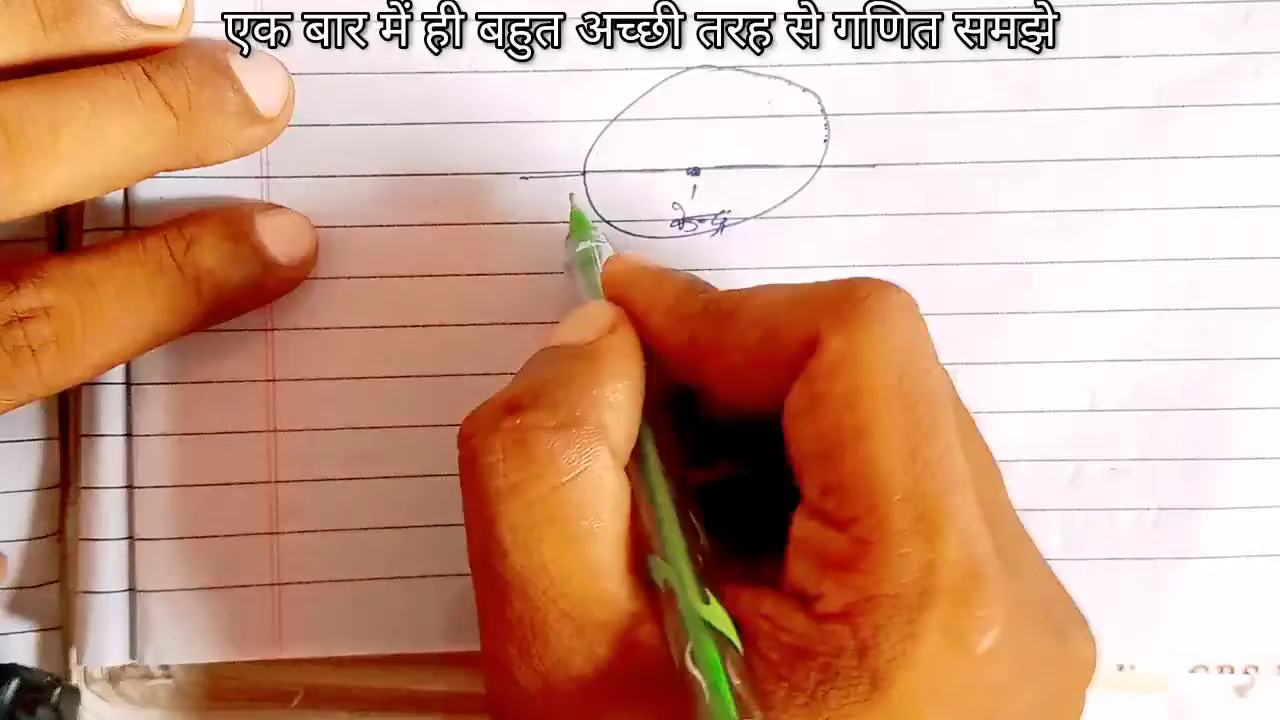 एक बार में ही बहुत अच्छी तरह से गणित समझे
केन्द्र